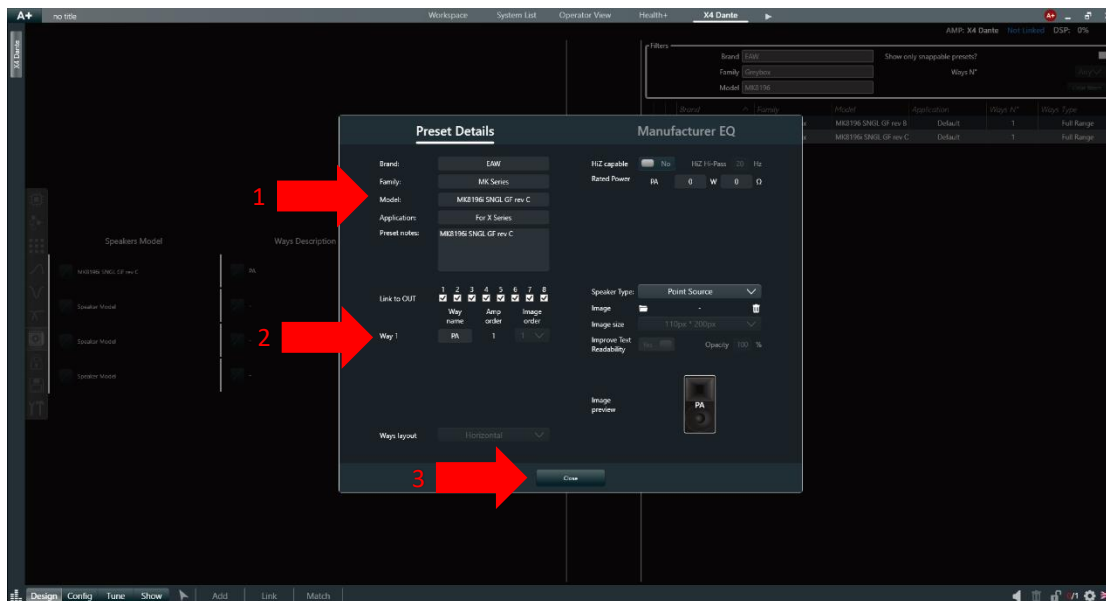 A+ no title Workspace System List Operator View Health+ X4 Dante A+
X4 Dante
AMP: X4 Dante Not Linked DSP: 0%
Filters
Brand EAW Show only snappable presets?
Family Greybox Ways N°
Model MK8196
Brand Family Model Application Ways N° Ways Type
MK8196 SNGL GF rev B Default 1 Full Range
MK8196i SNGL GF rev C Default 1 Full Range
Speakers Model Ways Description
MK8196i SNGL GF rev C PA
Speaker Model -
Speaker Model -
Speaker Model -
Preset Details Manufacturer EQ
Brand: EAW HiZ capable No HiZ Hi-Pass 20 Hz
Family: MK Series Rated Power PA 0 W 0 Ω
1
Model: MK8196i SNGL GF rev C
Application: For X Series
Preset notes: MK8196i SNGL GF rev C
Link to OUT 1 2 3 4 5 6 7 8
Speaker Type: Point Source
Image -
Way name Amp order Image order
Image size 110px * 200px
2
Way 1 PA 1 1
Improve Text Readability Yes Opacity 100 %
Image preview PA
Ways layout Horizontal
3
Close
Design Config Tune Show Add Link Match /1